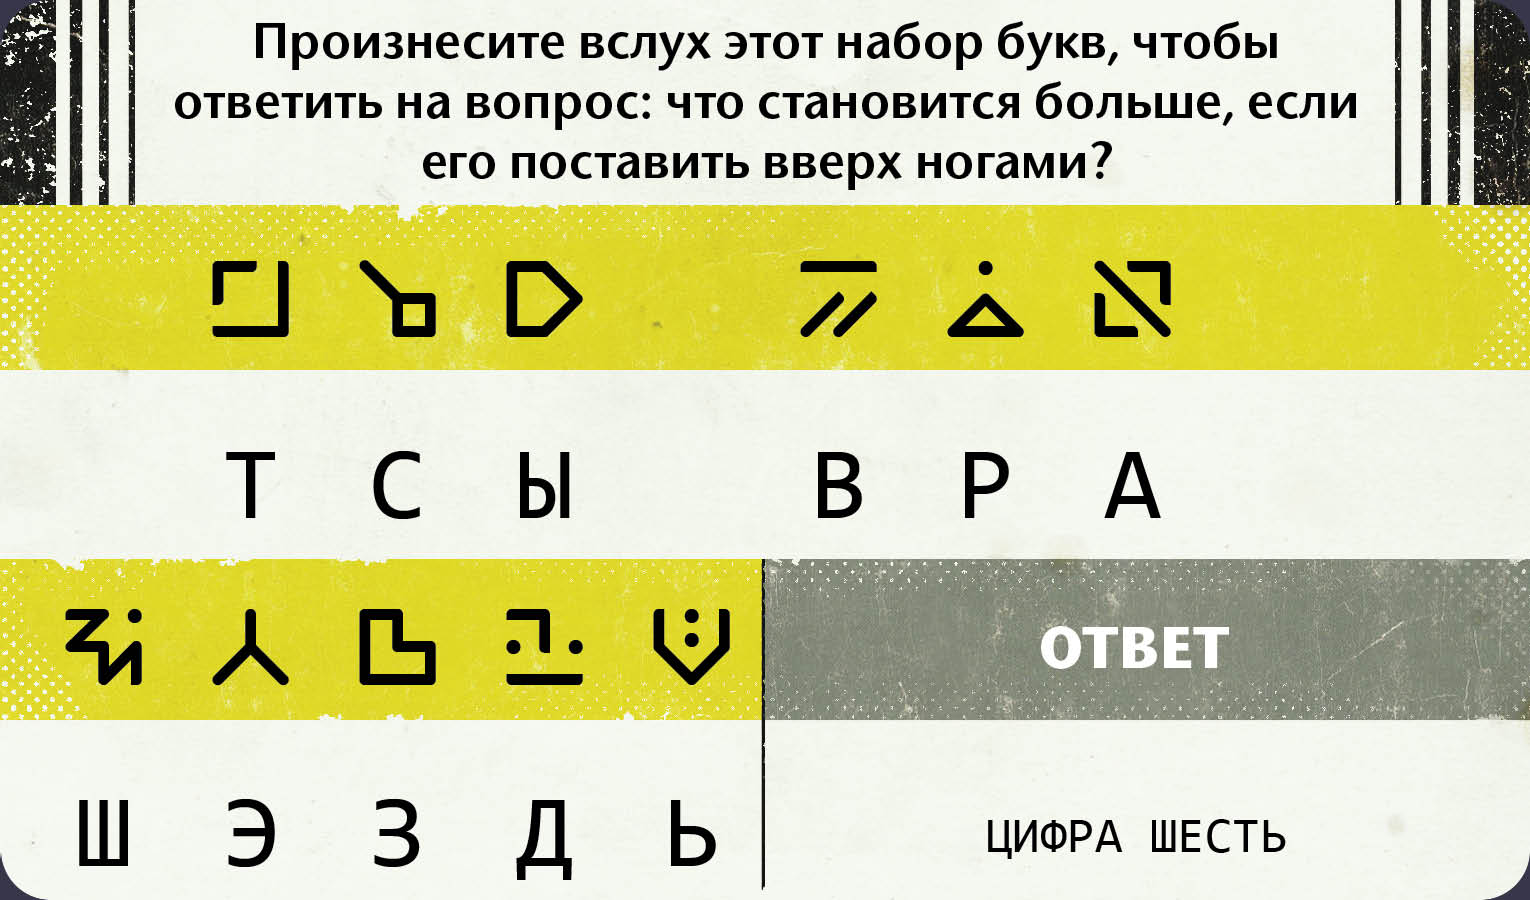 Произнесите вслух этот набор букв, чтобы
ответить на вопрос: что становится больше, если
его поставить вверх ногами?
Т С Ы В Р А
Ш Э З Д Ь
ОТВЕТ
ЦИФРА ШЕСТЬ